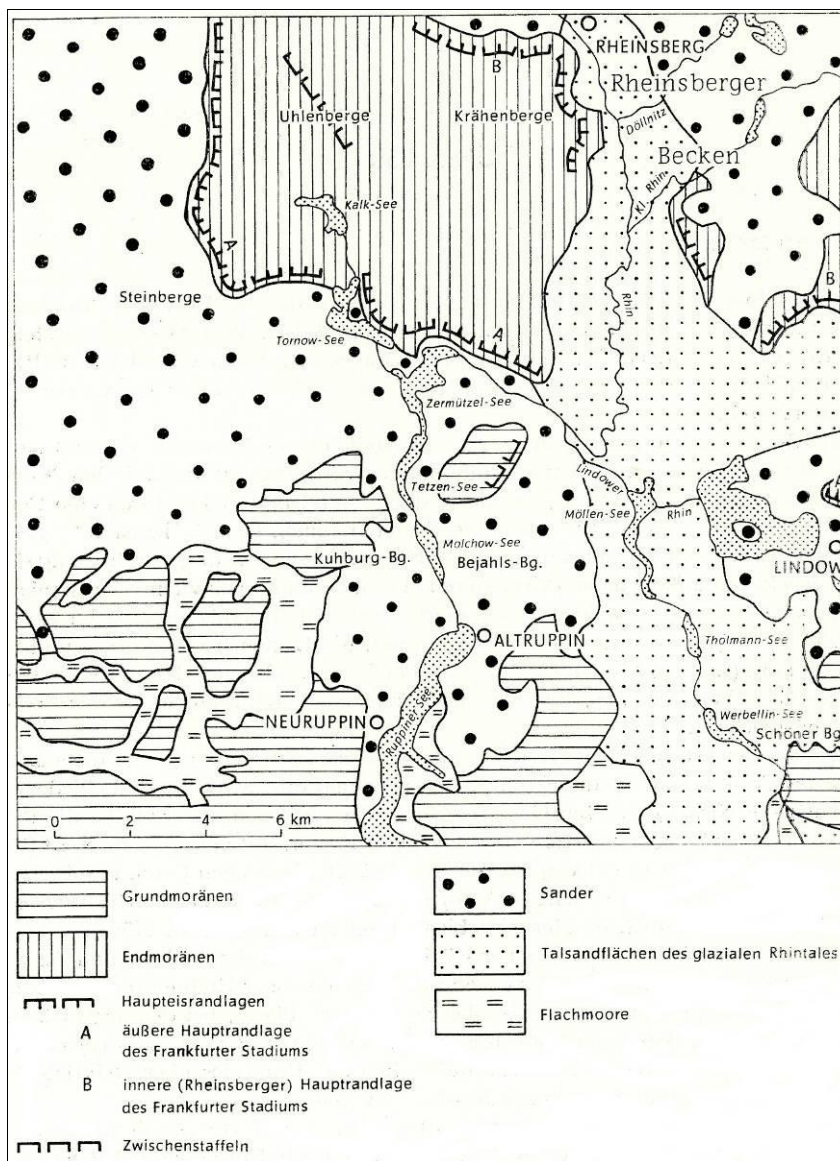 RHEINSBERG
Rheinsberger
B
Uhlenberge
Krähenberge
Döllnitz
Becken
Kl. Rhin
Kalk-See
A
B
Steinberge
Rhin
Tornow-See
A
Zermützel-See
Tetzen-See
Lindower
Möllen-See
Rhin
A
Molchow-See
Kuhburg-Bg.
Bejahls-Bg.
LINDOW
ALTRUPPIN
Tholmann-See
NEURUPPIN
Ruppiner See
Werbellin-See
Schöner Bg.
0 2 4 6 km
Grundmoränen
Sander
Endmoränen
Talsandflächen des glazialen Rhintales
Haupteisrandlagen
Flachmoore
A äußere Hauptrandlage
des Frankfurter Stadiums
B innere (Rheinsberger) Hauptrandlage
des Frankfurter Stadiums
Zwischenstaffeln